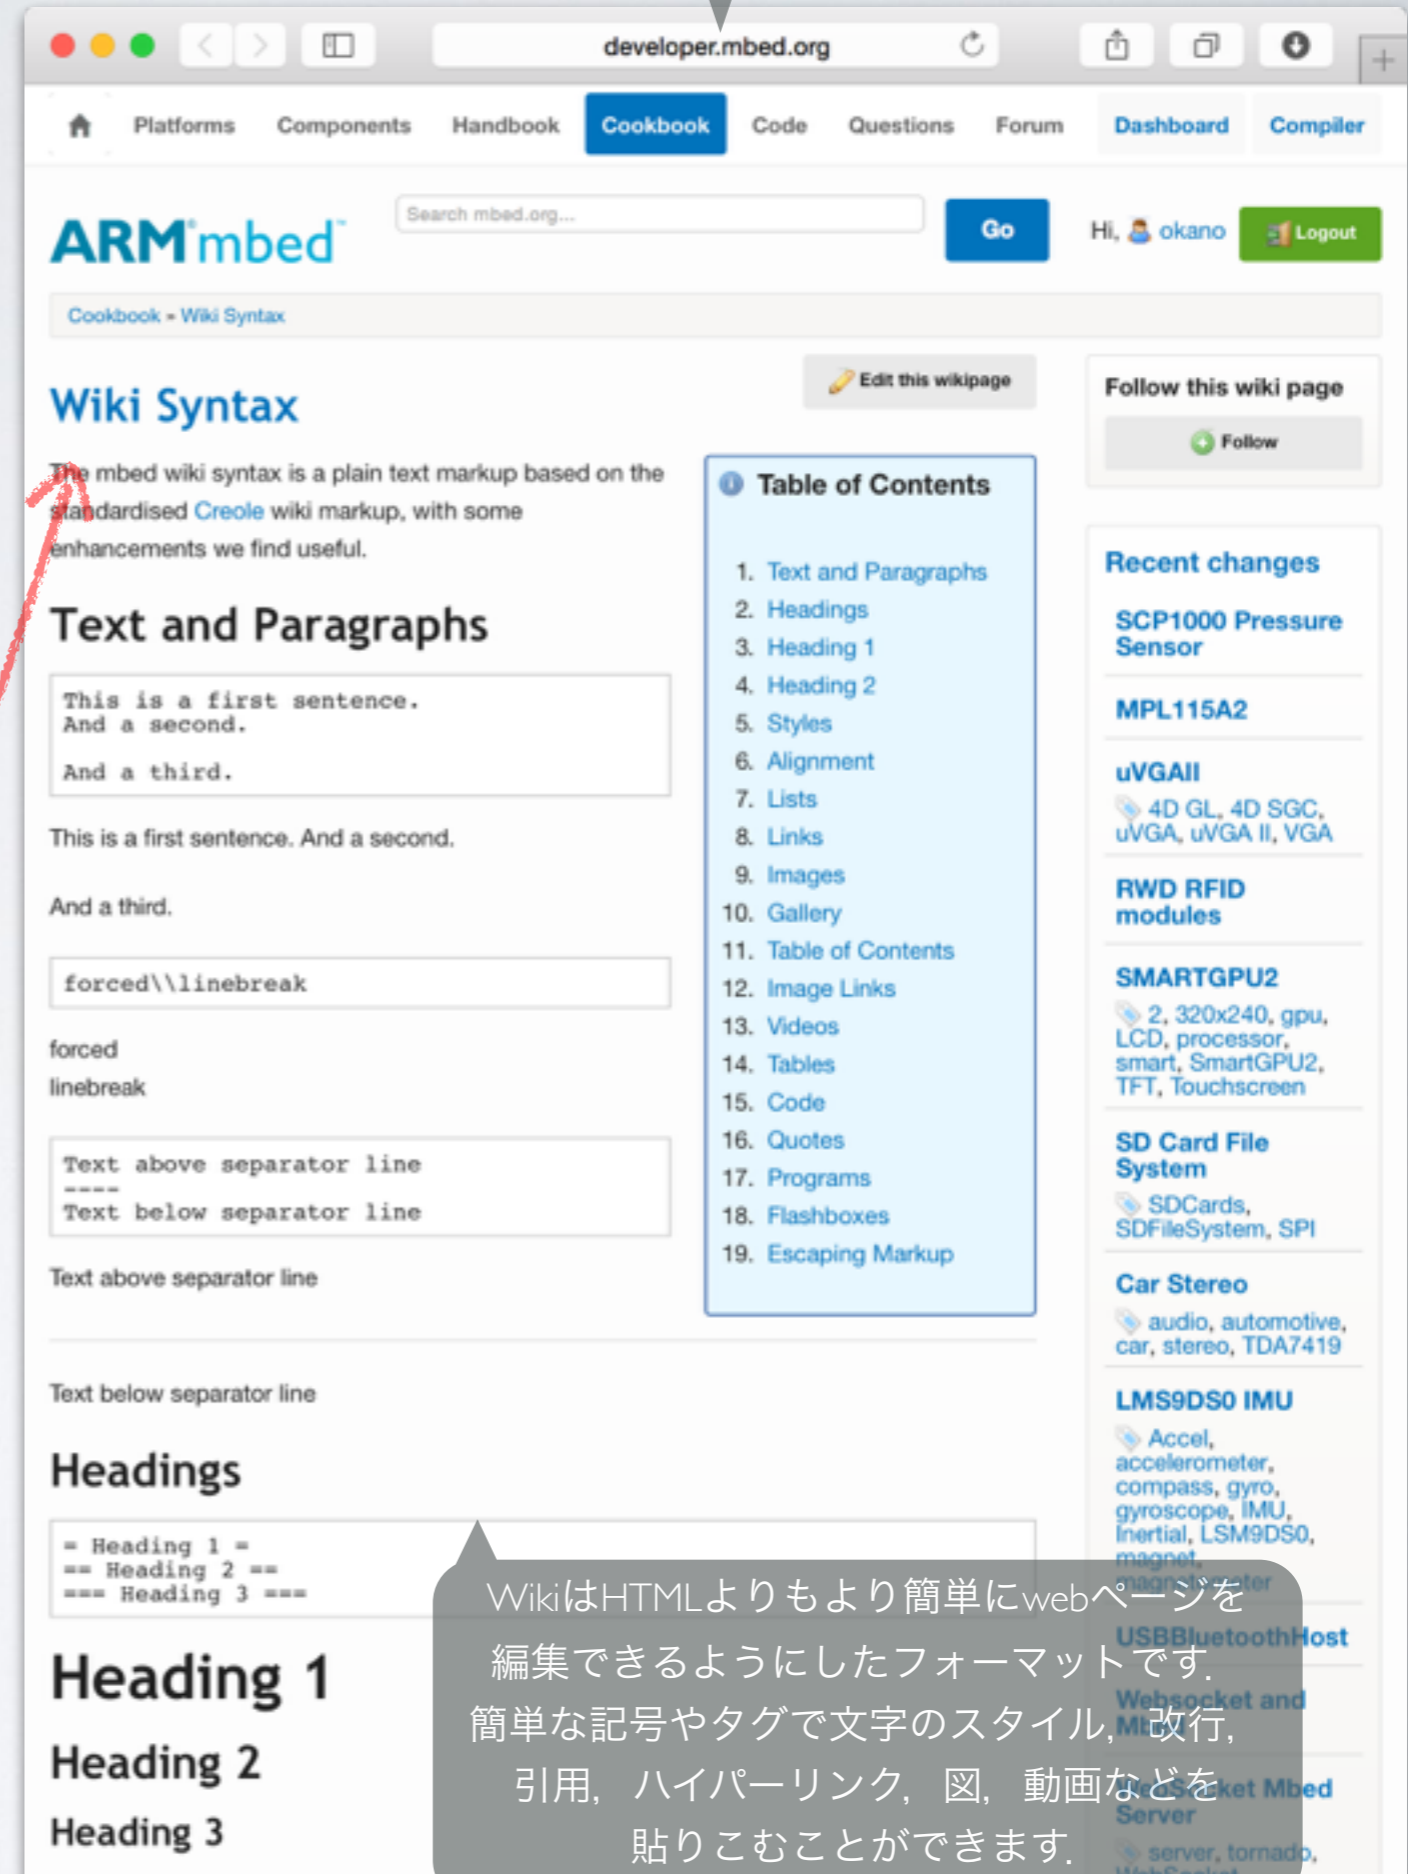 developer.mbed.org
Platforms Components Handbook Cookbook Code Questions Forum Dashboard Compiler
ARM®mbed™
Search mbed.org...
Go
Hi, okano
Logout
Cookbook » Wiki Syntax
Wiki Syntax
Edit this wikipage
The mbed wiki syntax is a plain text markup based on the
standardised Creole wiki markup, with some
enhancements we find useful.
Text and Paragraphs
This is a first sentence.
And a second.
And a third.
This is a first sentence. And a second.
And a third.
forced\\linebreak
forced
linebreak
Text above separator line
----
Text below separator line
Text above separator line
Text below separator line
Headings
= Heading 1 =
== Heading 2 ==
=== Heading 3 ===
Heading 1
Heading 2
Heading 3
Table of Contents
1. Text and Paragraphs
2. Headings
3. Heading 1
4. Heading 2
5. Styles
6. Alignment
7. Lists
8. Links
9. Images
10. Gallery
11. Table of Contents
12. Image Links
13. Videos
14. Tables
15. Code
16. Quotes
17. Programs
18. Flashboxes
19. Escaping Markup
Follow this wiki page
Follow
Recent changes
SCP1000 Pressure
Sensor
MPL115A2
uVGAII
4D GL, 4D SGC,
uVGA, uVGA II, VGA
RWD RFID
modules
SMARTGPU2
2, 320x240, gpu,
LCD, processor,
smart, SmartGPU2,
TFT, Touchscreen
SD Card File
System
SDCards,
SDFileSystem, SPI
Car Stereo
audio, automotive,
car, stereo, TDA7419
LMS9DS0 IMU
Accel,
accelerometer,
compass, gyro,
gyroscope, IMU,
Inertial, LSM9DS0,
magnet,
magnetometer
USBBluetoothHost
Websocket and
Mbed
WebSocket Mbed
Server
server, tornado,
WebSocket
WikiはHTMLよりもより簡単にwebページを
編集できるようにしたフォーマットです.
簡単な記号やタグで文字のスタイル, 改行,
引用, ハイパーリンク, 図, 動画などを
貼りこむことができます.